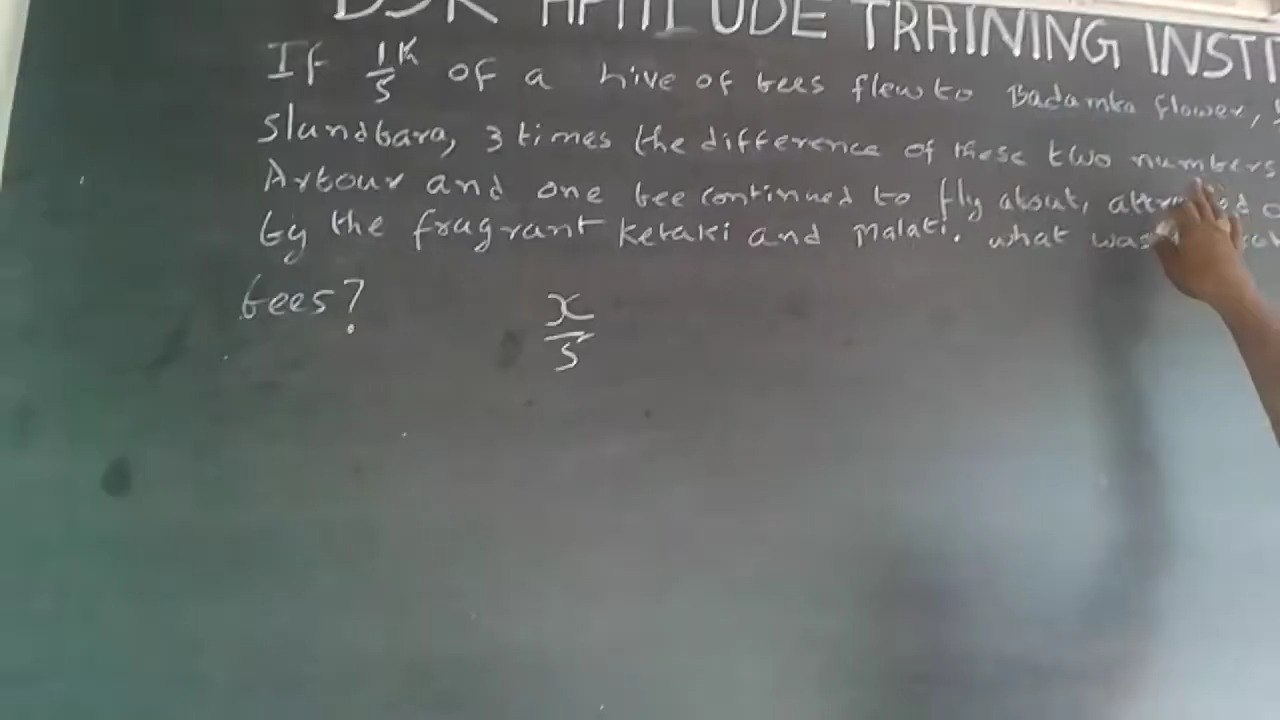 DSR APTITUDE TRAINING INSTI
If 1/5 th of a hive of bees flew to Badamba flower,
Slandbara, 3 times the difference of these two numbers
Arbour and one bee continued to fly about, attracted
by the fragrant Ketaki and Malati. what was
bees?
x/5